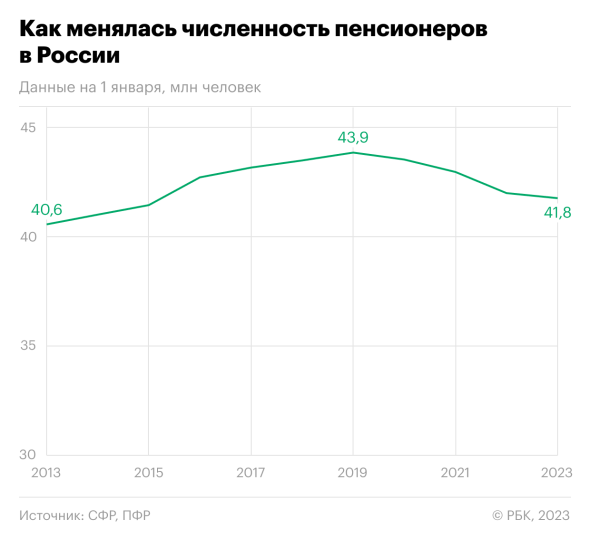 Как менялась численность пенсионеров
в России
Данные на 1 января, млн человек
45
43,9
40,6
41,8
40
35
30
2013 2015 2017 2019 2021 2023
Источник: СФР, ПФР © РБК, 2023